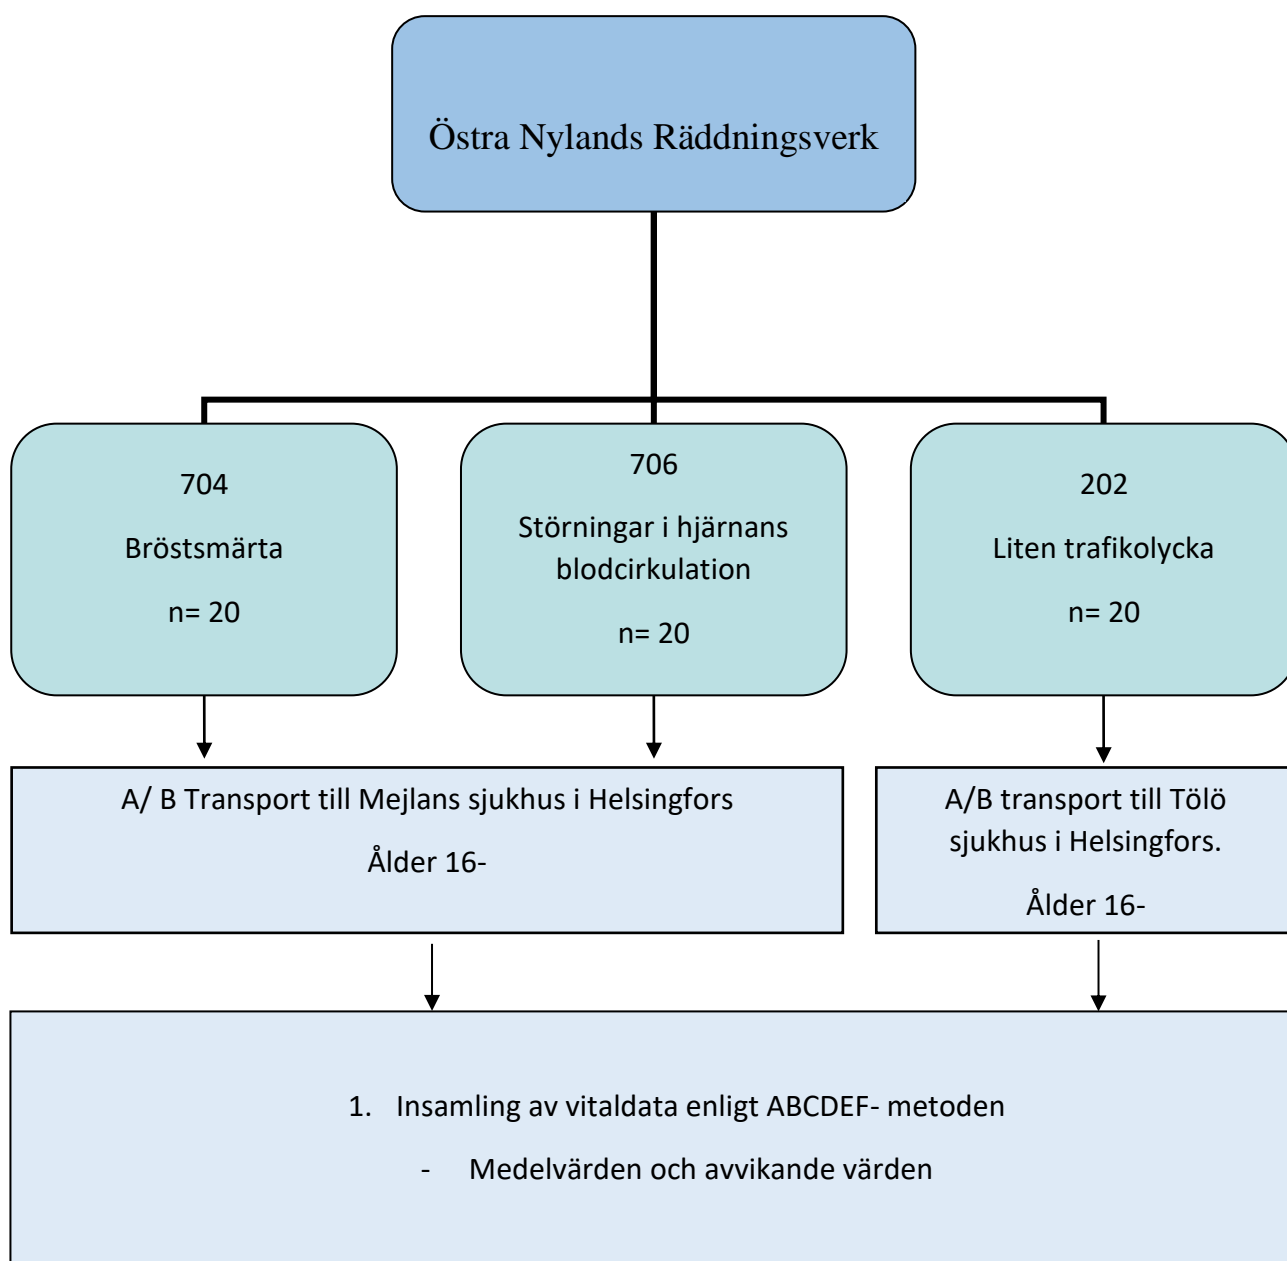 Östra Nylands Räddningsverk
704
Bröstsmärta
n= 20
706
Störningar i hjärnans
blodcirkulation
n= 20
202
Liten trafikolycka
n= 20
A/ B Transport till Mejlans sjukhus i Helsingfors
Ålder 16-
A/B transport till Tölö
sjukhus i Helsingfors.
Ålder 16-
1. Insamling av vitaldata enligt ABCDEF- metoden
- Medelvärden och avvikande värden